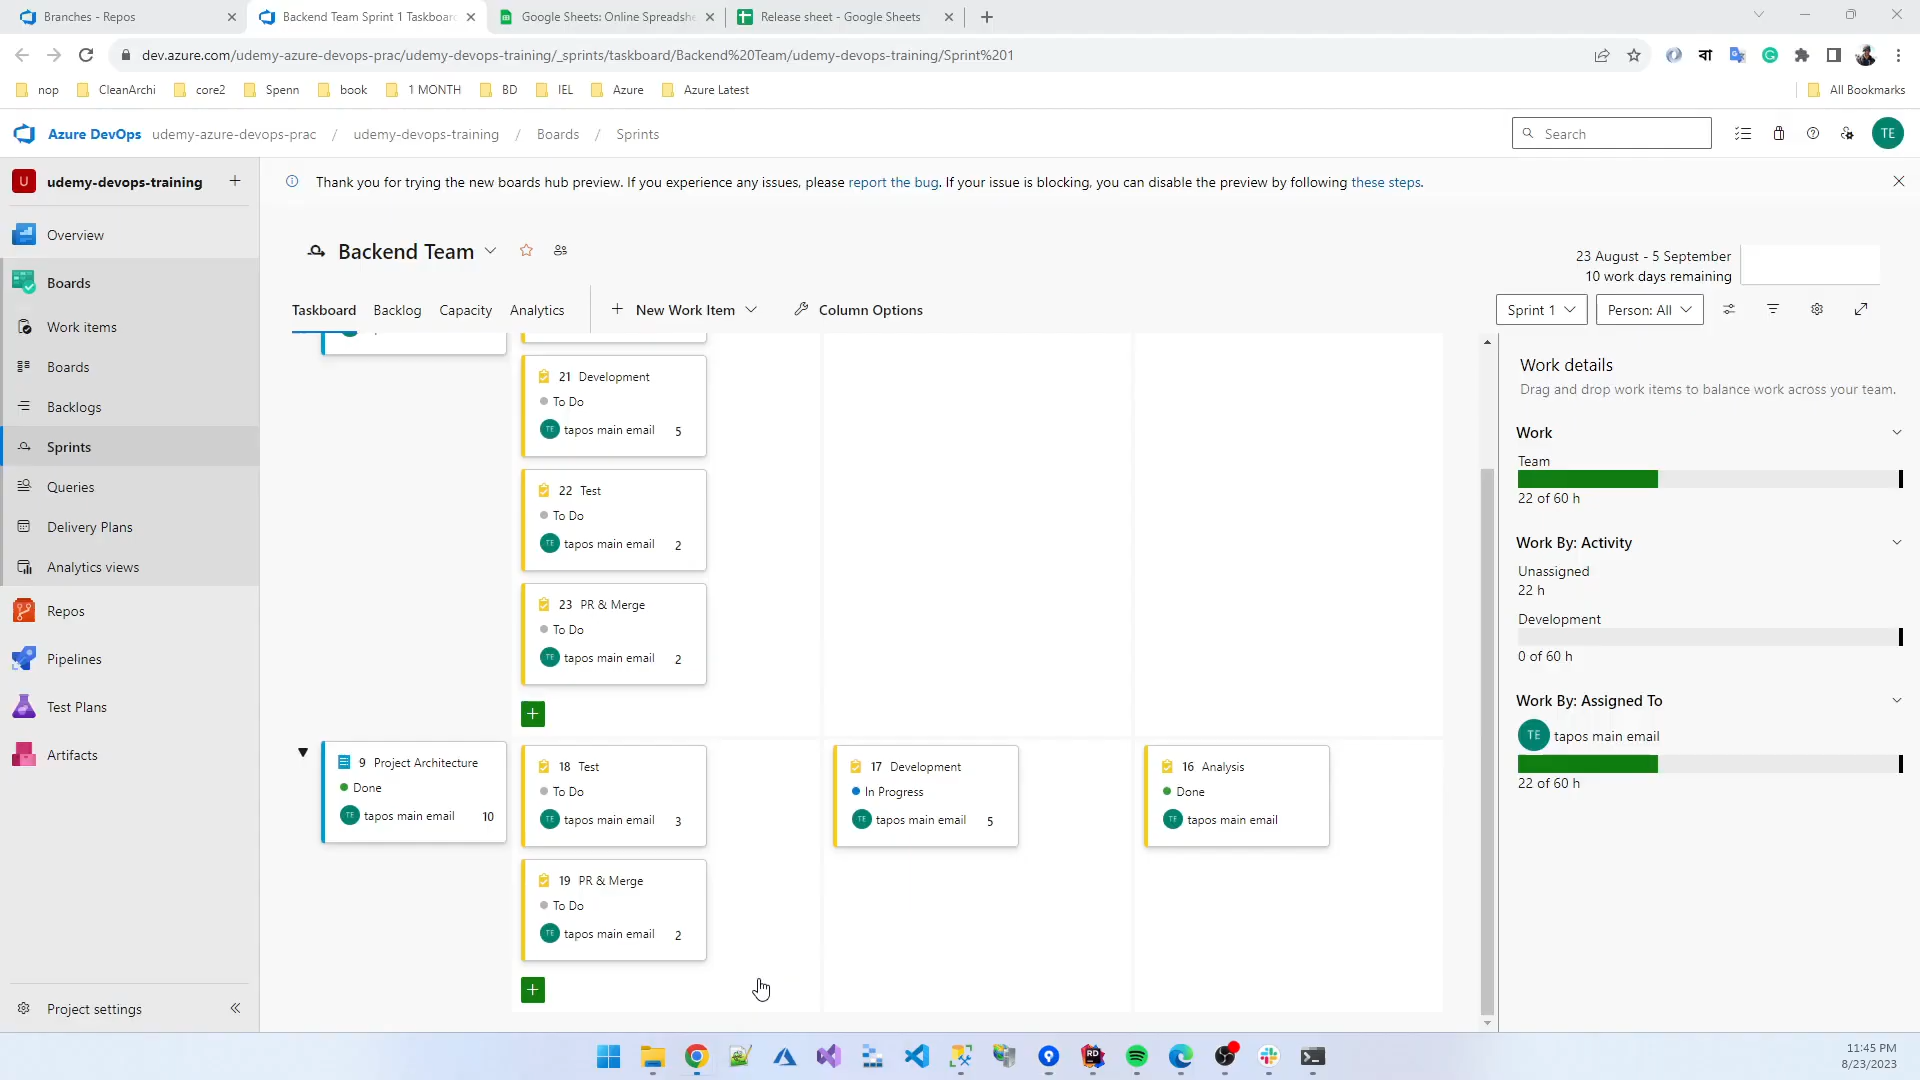 Branches - Repos
Backend Team Sprint 1 Taskboard
Google Sheets: Online Spreadshe
Release sheet - Google Sheets
dev.azure.com/udemy-azure-devops-prac/udemy-devops-training/_sprints/taskboard/Backend%20Team/udemy-devops-training/Sprint%201
বা
nop
CleanArchi
core2
Spenn
book
1 MONTH
BD
IEL
Azure
Azure Latest
All Bookmarks
Azure DevOps
udemy-azure-devops-prac / udemy-devops-training / Boards / Sprints
Search
TE
U
udemy-devops-training
Thank you for trying the new boards hub preview. If you experience any issues, please report the bug. If your issue is blocking, you can disable the preview by following these steps.
Overview
Boards
Work items
Boards
Backlogs
Sprints
Queries
Delivery Plans
Analytics views
Repos
Pipelines
Test Plans
Artifacts
Project settings
Backend Team
23 August - 5 September
10 work days remaining
Taskboard
Backlog
Capacity
Analytics
New Work Item
Column Options
Sprint 1
Person: All
21 Development
To Do
TE tapos main email 5
22 Test
To Do
TE tapos main email 2
23 PR & Merge
To Do
TE tapos main email 2
9 Project Architecture
Done
TE tapos main email 10
18 Test
To Do
TE tapos main email 3
17 Development
In Progress
TE tapos main email 5
16 Analysis
Done
TE tapos main email
19 PR & Merge
To Do
TE tapos main email 2
Work details
Drag and drop work items to balance work across your team.
Work
Team
22 of 60 h
Work By: Activity
Unassigned
22 h
Development
0 of 60 h
Work By: Assigned To
TE tapos main email
22 of 60 h
RD
11:45 PM
8/23/2023